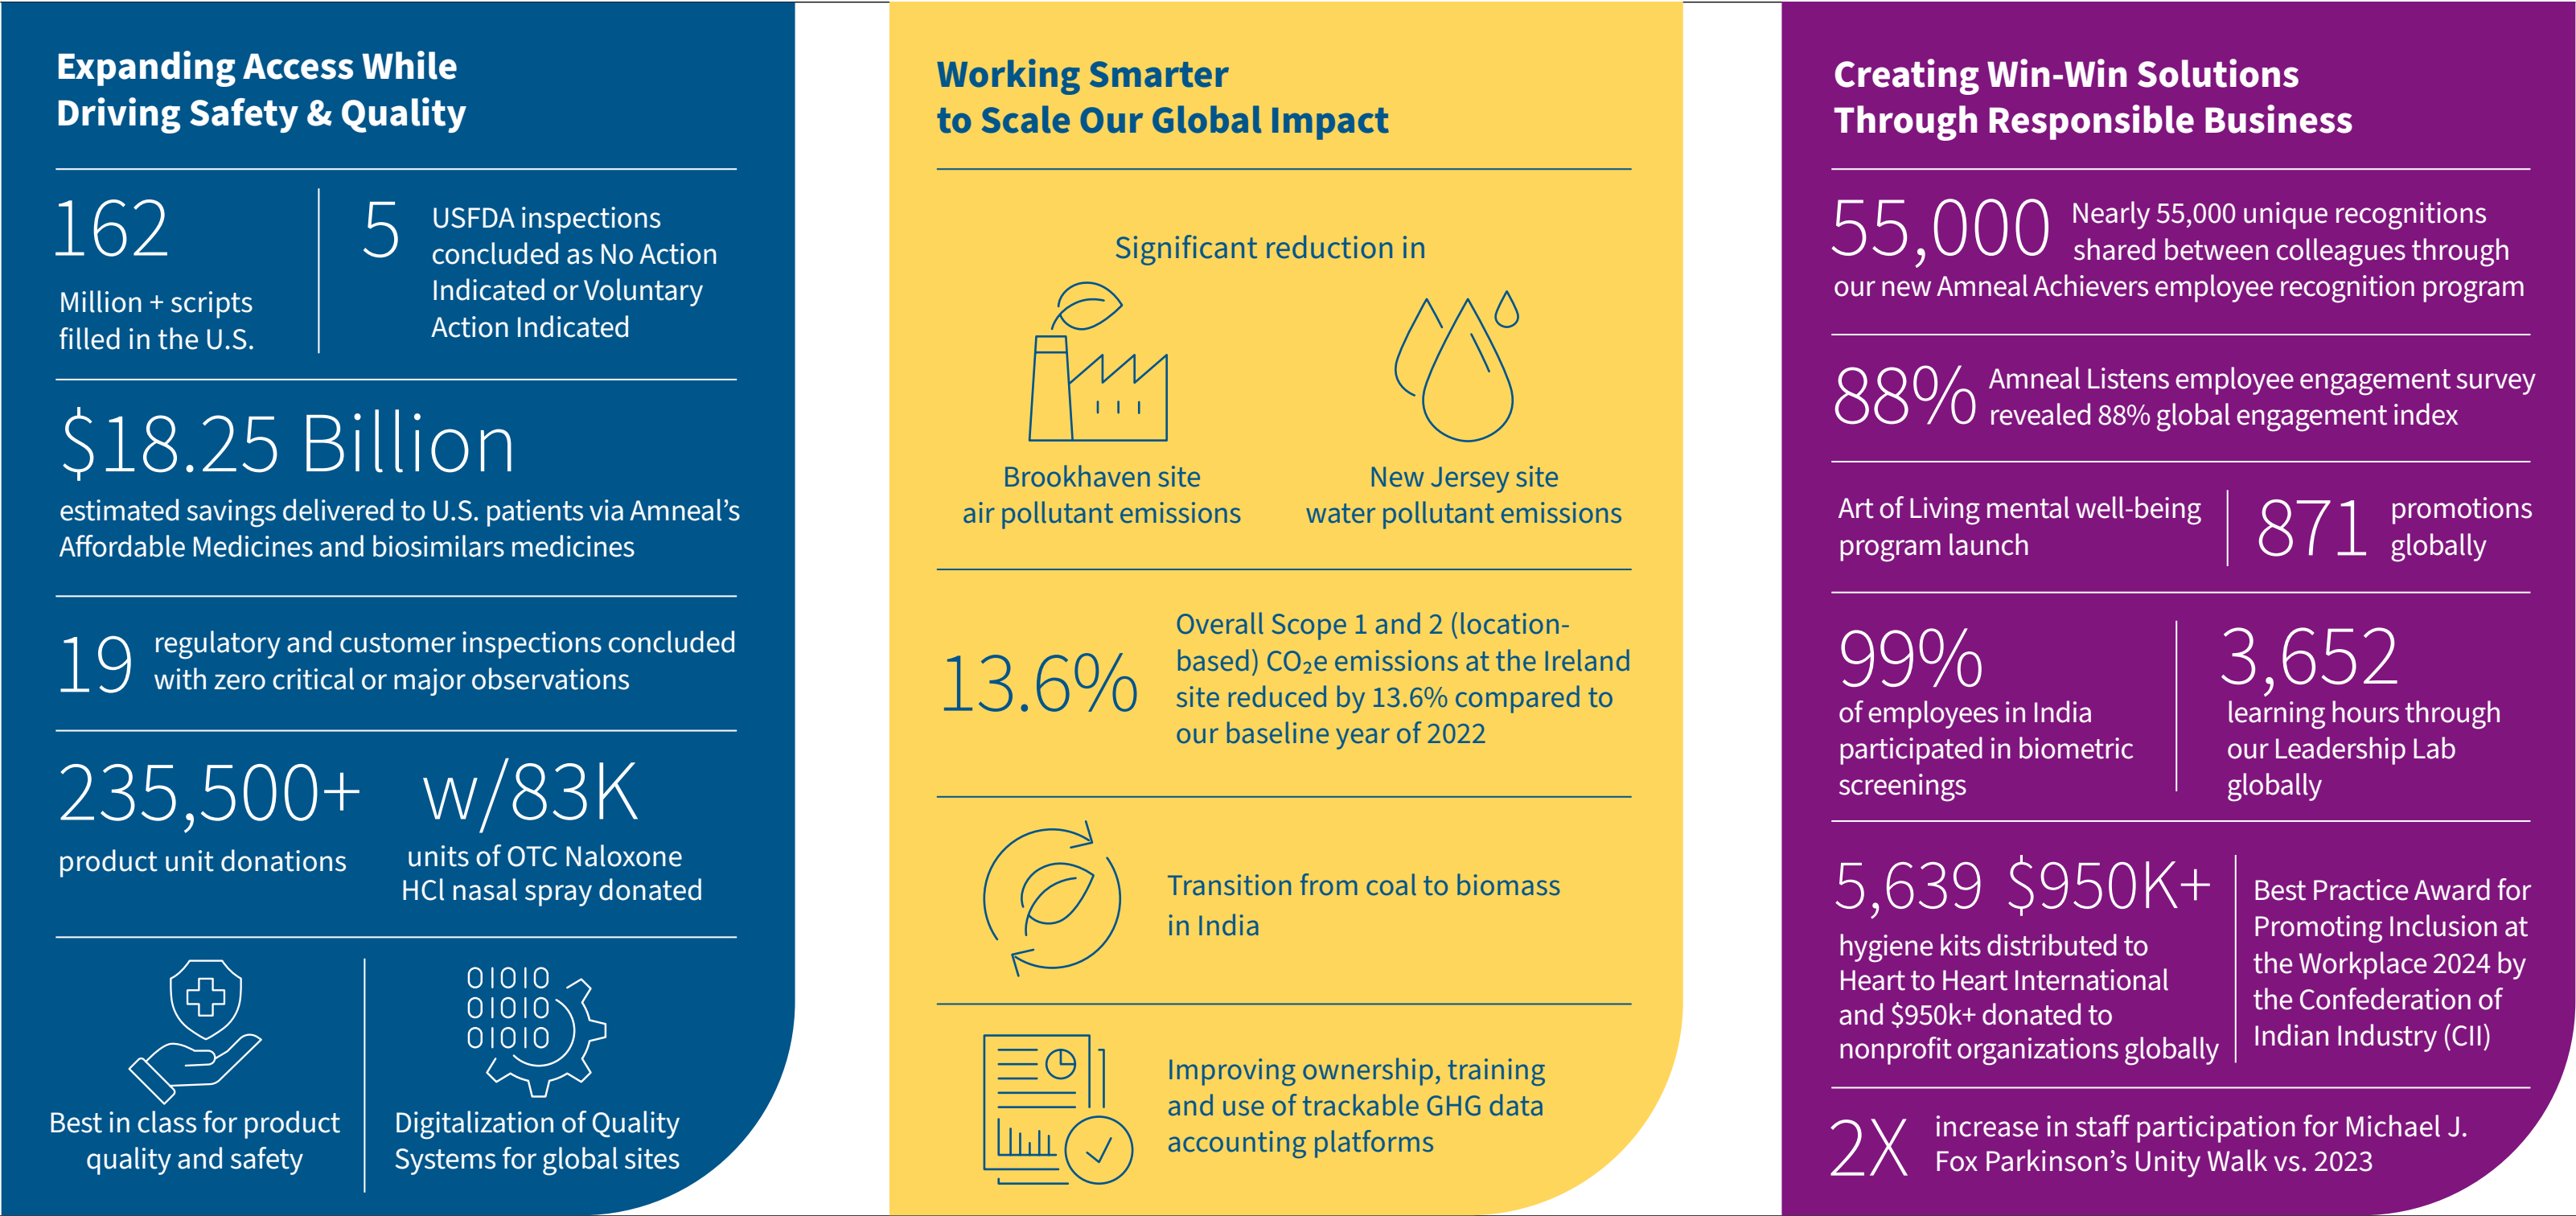 Expanding Access While
Driving Safety & Quality
162
Million + scripts
filled in the U.S.
5
USFDA inspections
concluded as No Action
Indicated or Voluntary
Action Indicated
$18.25 Billion
estimated savings delivered to U.S. patients via Amneal’s
Affordable Medicines and biosimilars medicines
19
regulatory and customer inspections concluded
with zero critical or major observations
235,500+
product unit donations
w/83K
units of OTC Naloxone
HCl nasal spray donated
01010
01010
01010
Best in class for product
quality and safety
Digitalization of Quality
Systems for global sites
Working Smarter
to Scale Our Global Impact
Significant reduction in
Brookhaven site
air pollutant emissions
New Jersey site
water pollutant emissions
13.6%
Overall Scope 1 and 2 (location-
based) CO₂e emissions at the Ireland
site reduced by 13.6% compared to
our baseline year of 2022
Transition from coal to biomass
in India
Improving ownership, training
and use of trackable GHG data
accounting platforms
Creating Win-Win Solutions
Through Responsible Business
55,000
Nearly 55,000 unique recognitions
shared between colleagues through
our new Amneal Achievers employee recognition program
88%
Amneal Listens employee engagement survey
revealed 88% global engagement index
Art of Living mental well-being
program launch
871
promotions
globally
99%
of employees in India
participated in biometric
screenings
3,652
learning hours through
our Leadership Lab
globally
5,639 $950K+
hygiene kits distributed to
Heart to Heart International
and $950k+ donated to
nonprofit organizations globally
Best Practice Award for
Promoting Inclusion at
the Workplace 2024 by
the Confederation of
Indian Industry (CII)
2X
increase in staff participation for Michael J.
Fox Parkinson’s Unity Walk vs. 2023